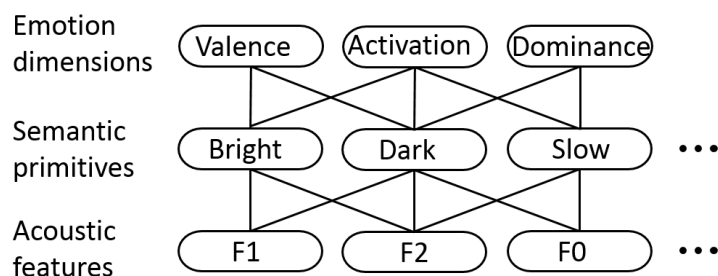 Emotion
dimensions
Valence Activation Dominance
Semantic
primitives
Bright Dark Slow ...
Acoustic
features
F1 F2 F0 ...